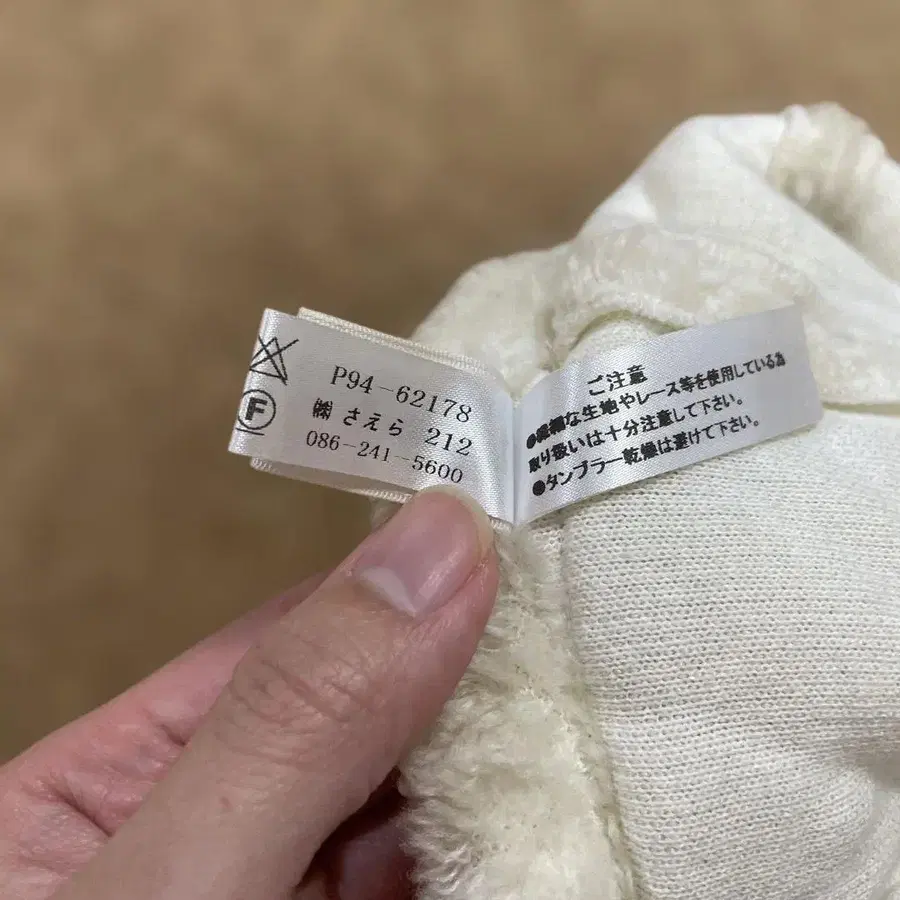 P94-62178
㈱ さえら 212
086-241-5600
F
ご注意
●繊細な生地やレース等を使用している為
取り扱いは十分注意して下さい。
●タンブラー乾燥は避けて下さい。